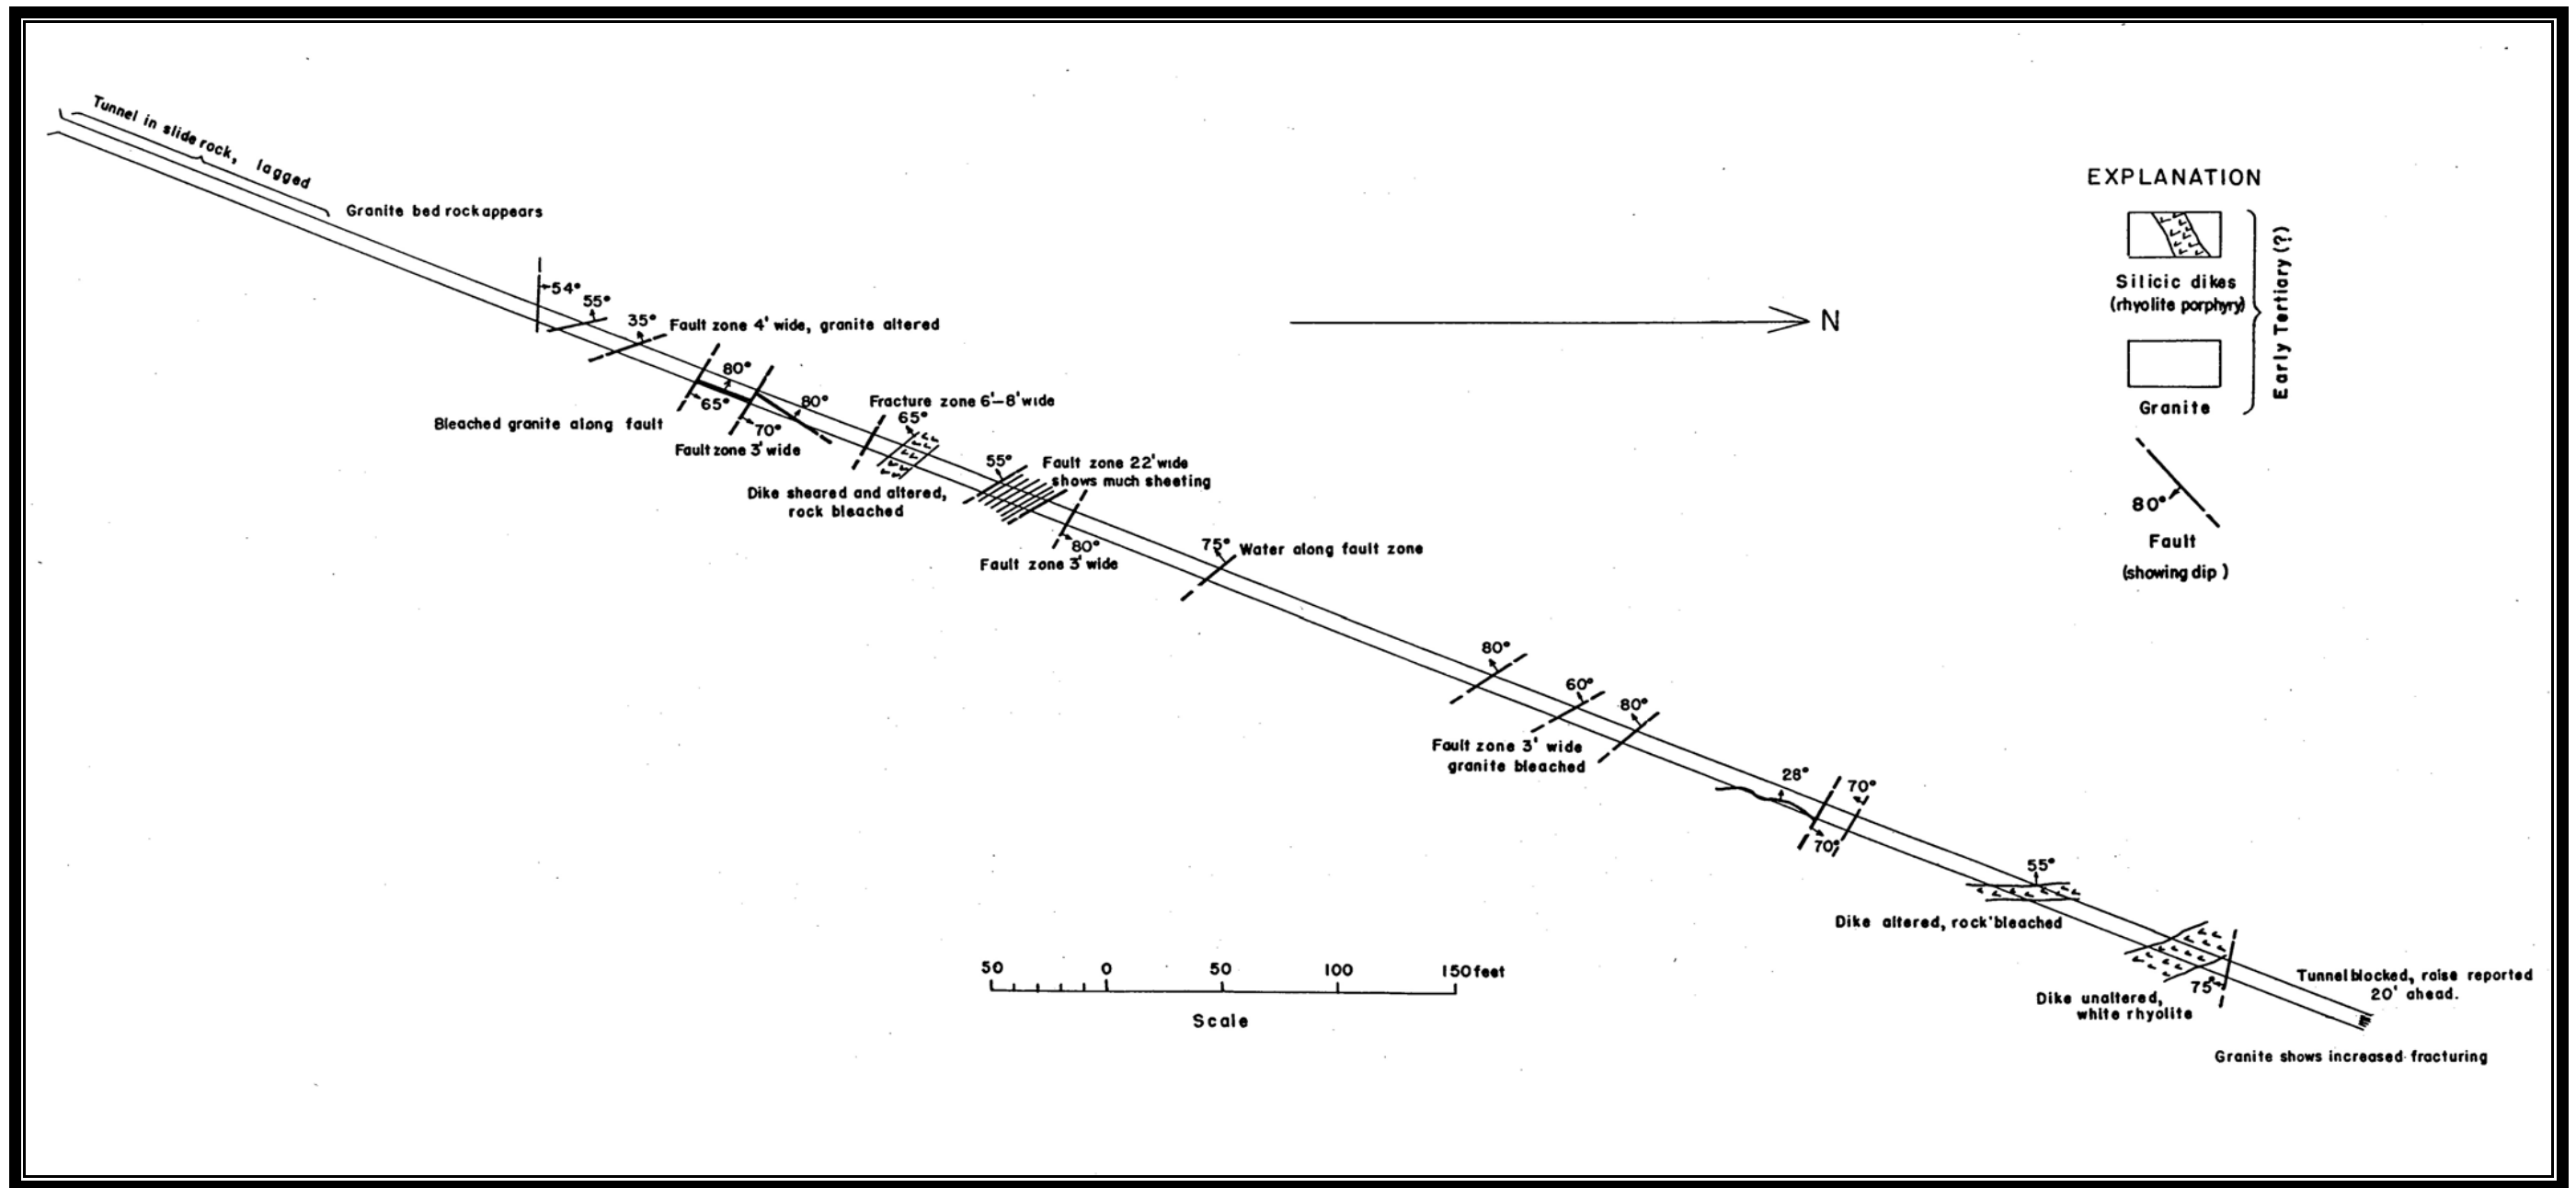 Tunnel in slide rock, lagged
Granite bed rock appears
54°
55°
35°
Fault zone 4' wide, granite altered
80°
65°
Bleached granite along fault
70°
Fault zone 3' wide
80°
Fracture zone 6'-8' wide
65°
Dike sheared and altered,
rock bleached
55°
Fault zone 22' wide
shows much sheeting
80°
Fault zone 3' wide
75°
Water along fault zone
80°
60°
80°
Fault zone 3' wide
granite bleached
28°
70°
70°
55°
Dike altered, rock bleached
75°
Dike unaltered,
white rhyolite
Tunnel blocked, raise reported
20' ahead.
Granite shows increased fracturing
N
50 0 50 100 150 feet
Scale
EXPLANATION
Silicic dikes
(rhyolite porphyry)
Granite
Early Tertiary (?)
80°
Fault
(showing dip)